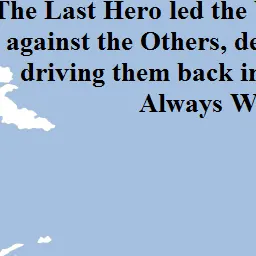 The Last Hero led the
against the Others, de
driving them back in
Always W